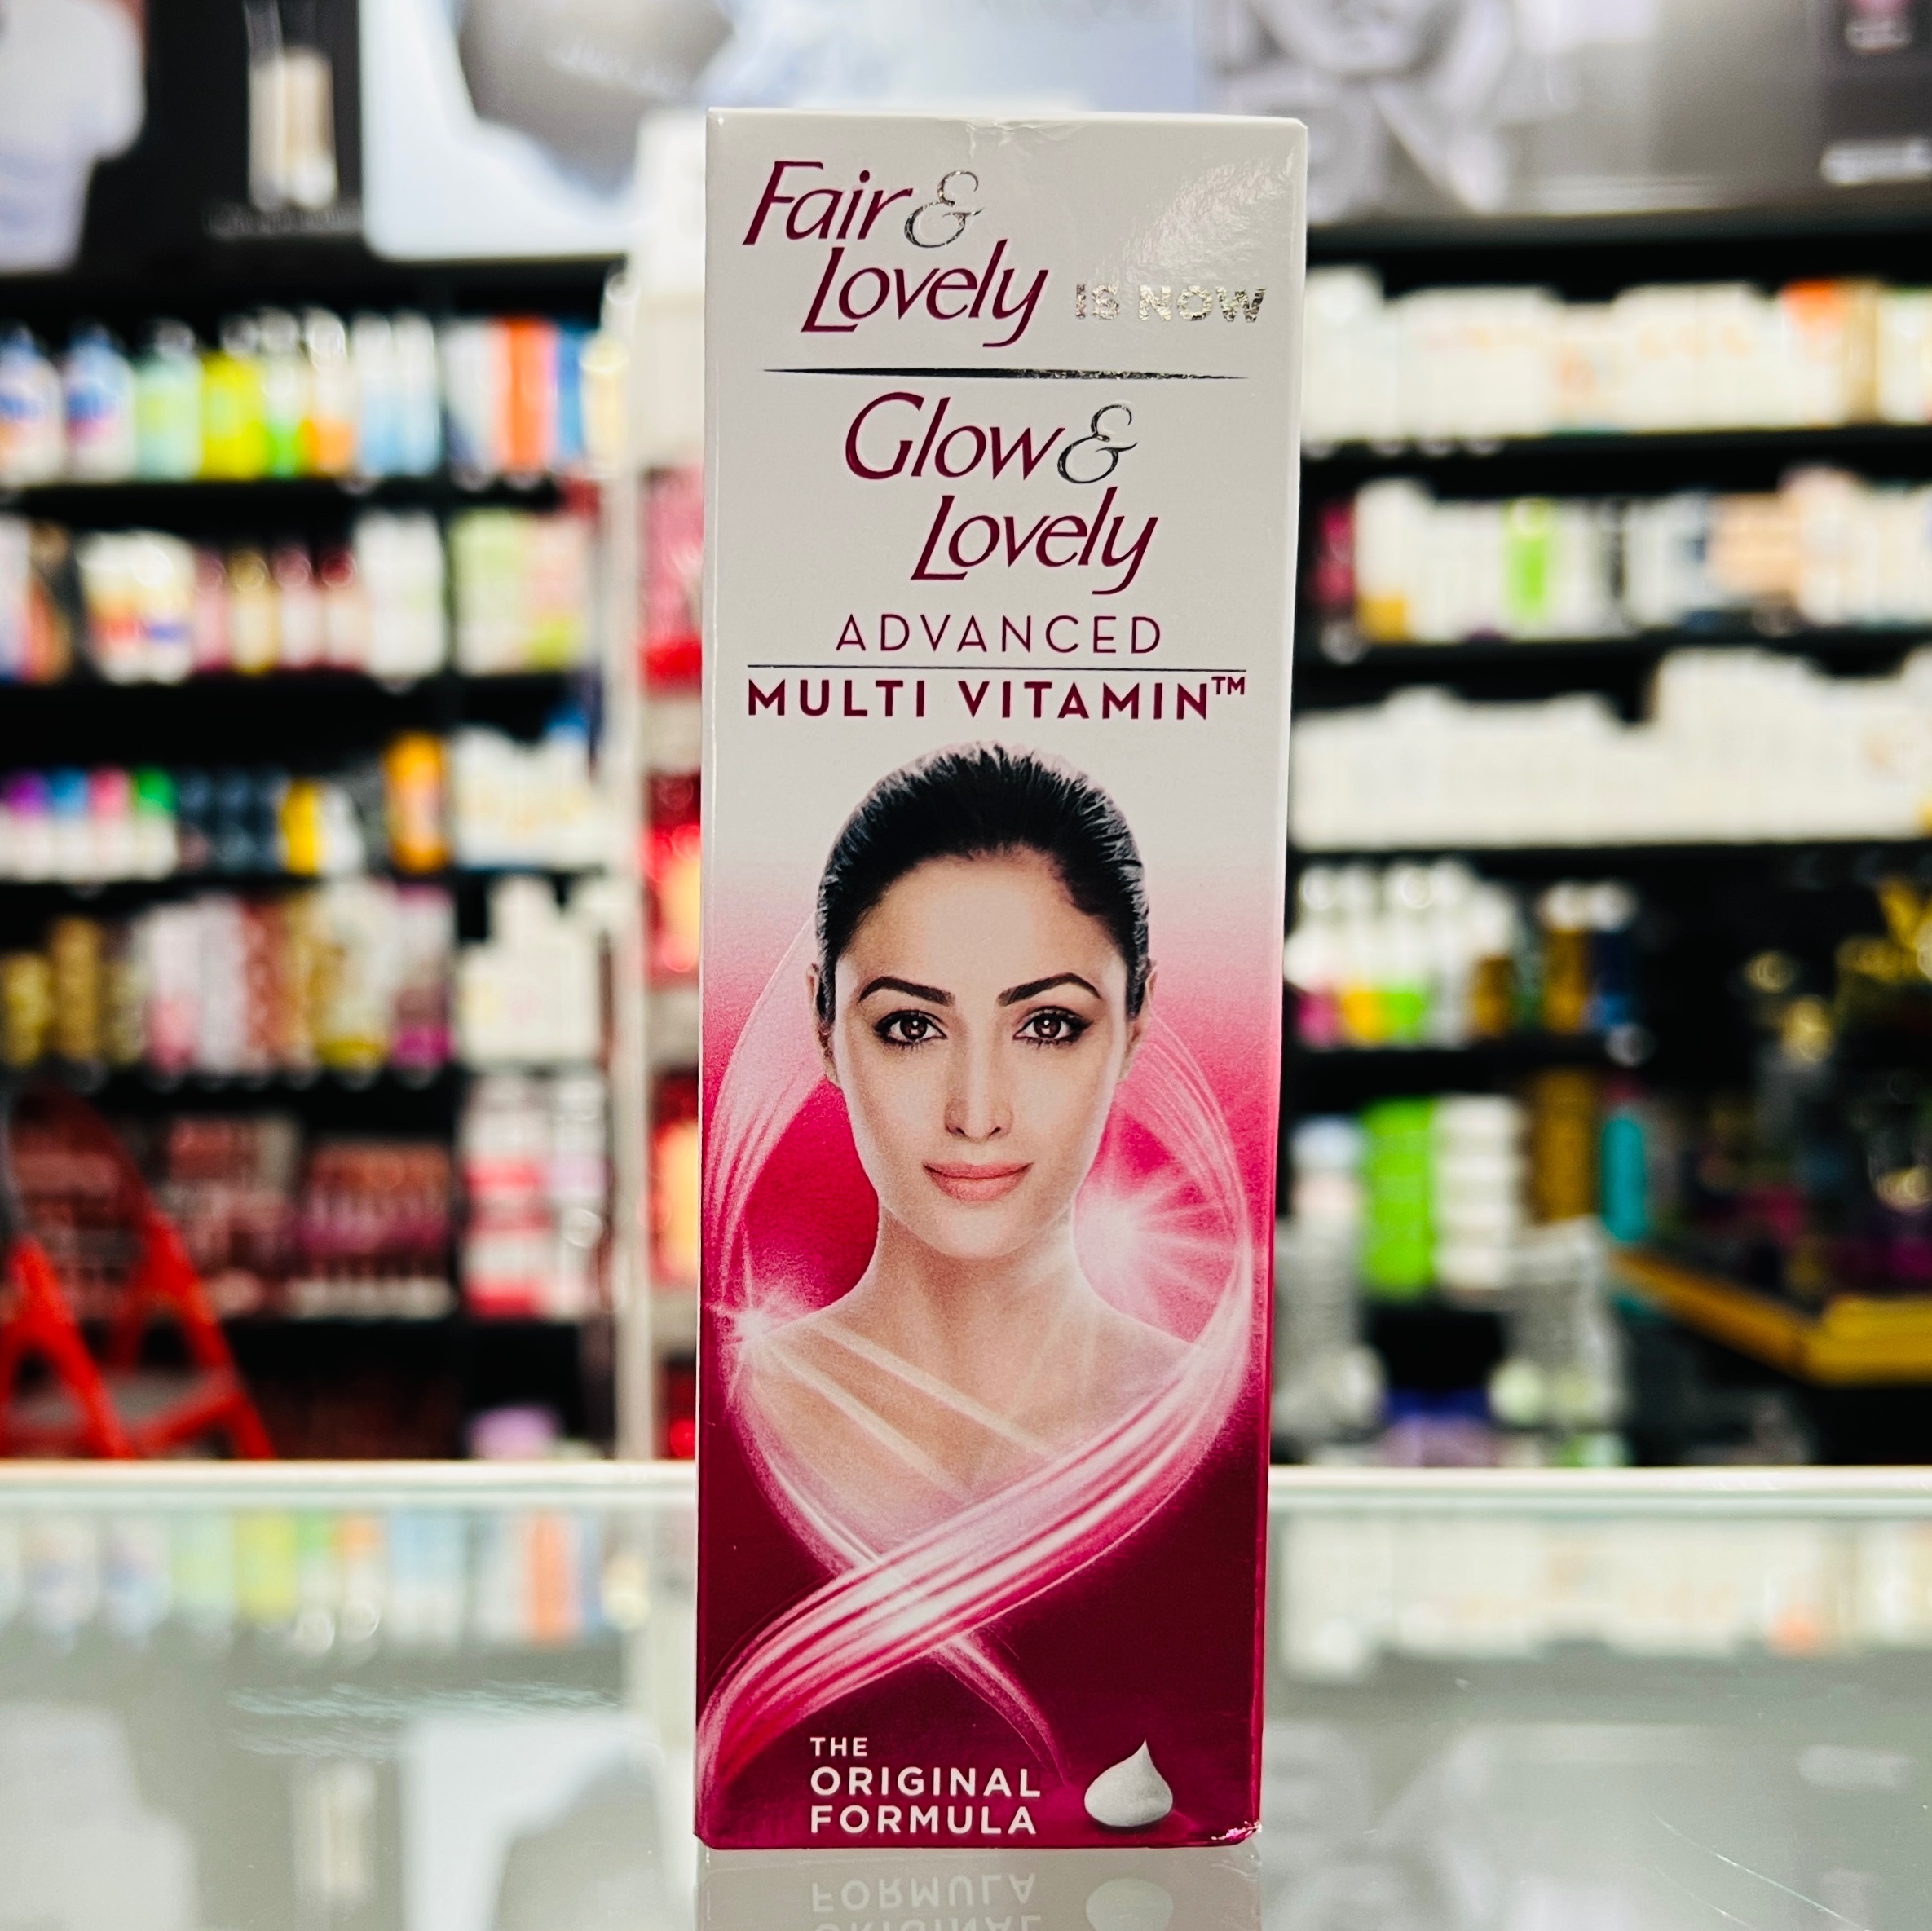 Fair &
Lovely IS NOW
Glow &
Lovely
ADVANCED
MULTI VITAMIN™
THE
ORIGINAL
FORMULA